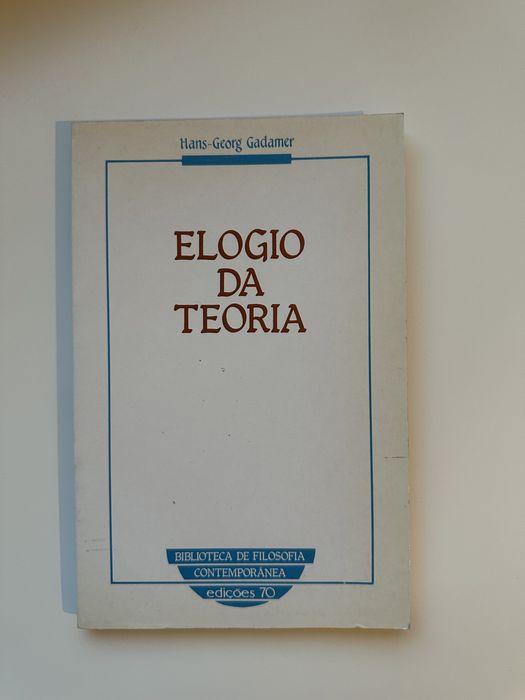 Hans-Georg Gadamer
ELOGIO
DA
TEORIA
BIBLIOTECA DE FILOSOFIA
CONTEMPORÂNEA
edições 70